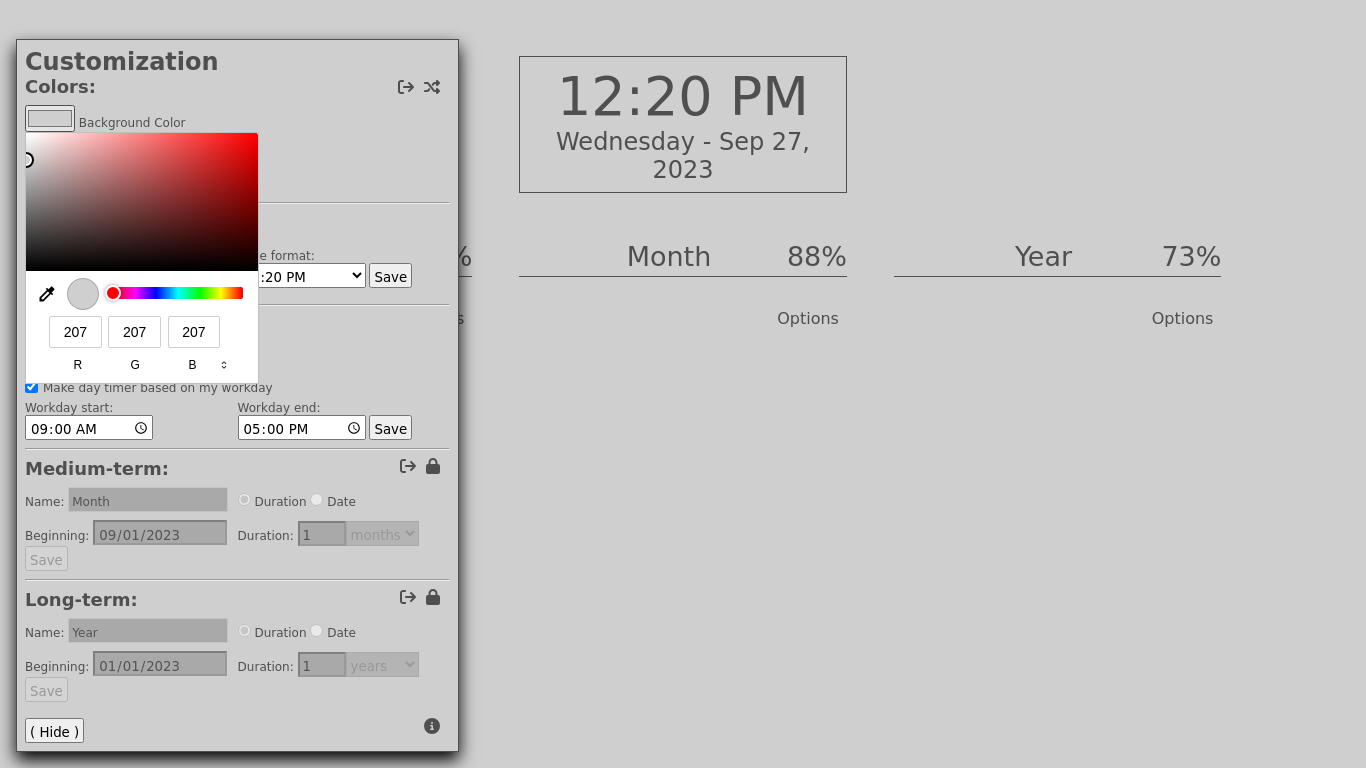 Customization
Colors:
Background Color
e format:
:20 PM
Save
207
207
207
R
G
B
Make day timer based on my workday
Workday start:
Workday end:
09:00 AM
05:00 PM
Save
Medium-term:
Name:
Month
Duration
Date
Beginning:
09/01/2023
Duration:
1
months
Save
Long-term:
Name:
Year
Duration
Date
Beginning:
01/01/2023
Duration:
1
years
Save
( Hide )
12:20 PM
Wednesday - Sep 27,
2023
%
Month
88%
Year
73%
s
Options
Options